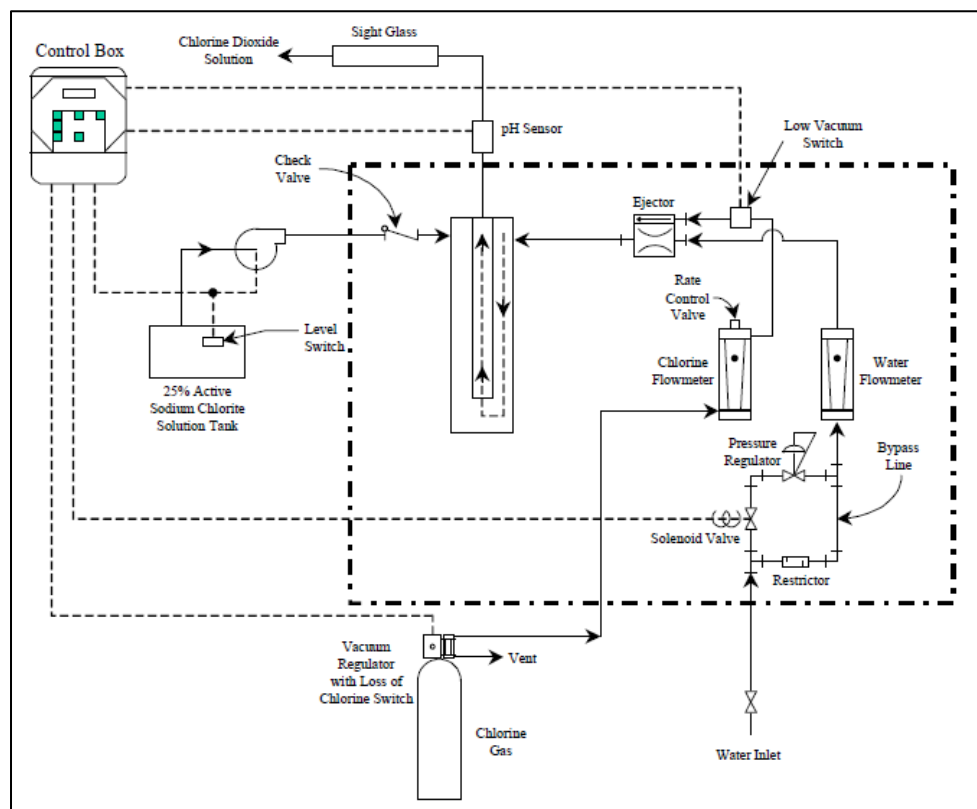 Sight Glass
Chlorine Dioxide
Solution
Control Box
pH Sensor
Low Vacuum
Switch
Check
Valve
Ejector
Rate
Control
Valve
Level
Switch
Chlorine
Flowmeter
Water
Flowmeter
25% Active
Sodium Chlorite
Solution Tank
Pressure
Regulator
Bypass
Line
Solenoid Valve
Restrictor
Vacuum
Regulator
with Loss of
Chlorine Switch
Vent
Chlorine
Gas
Water Inlet